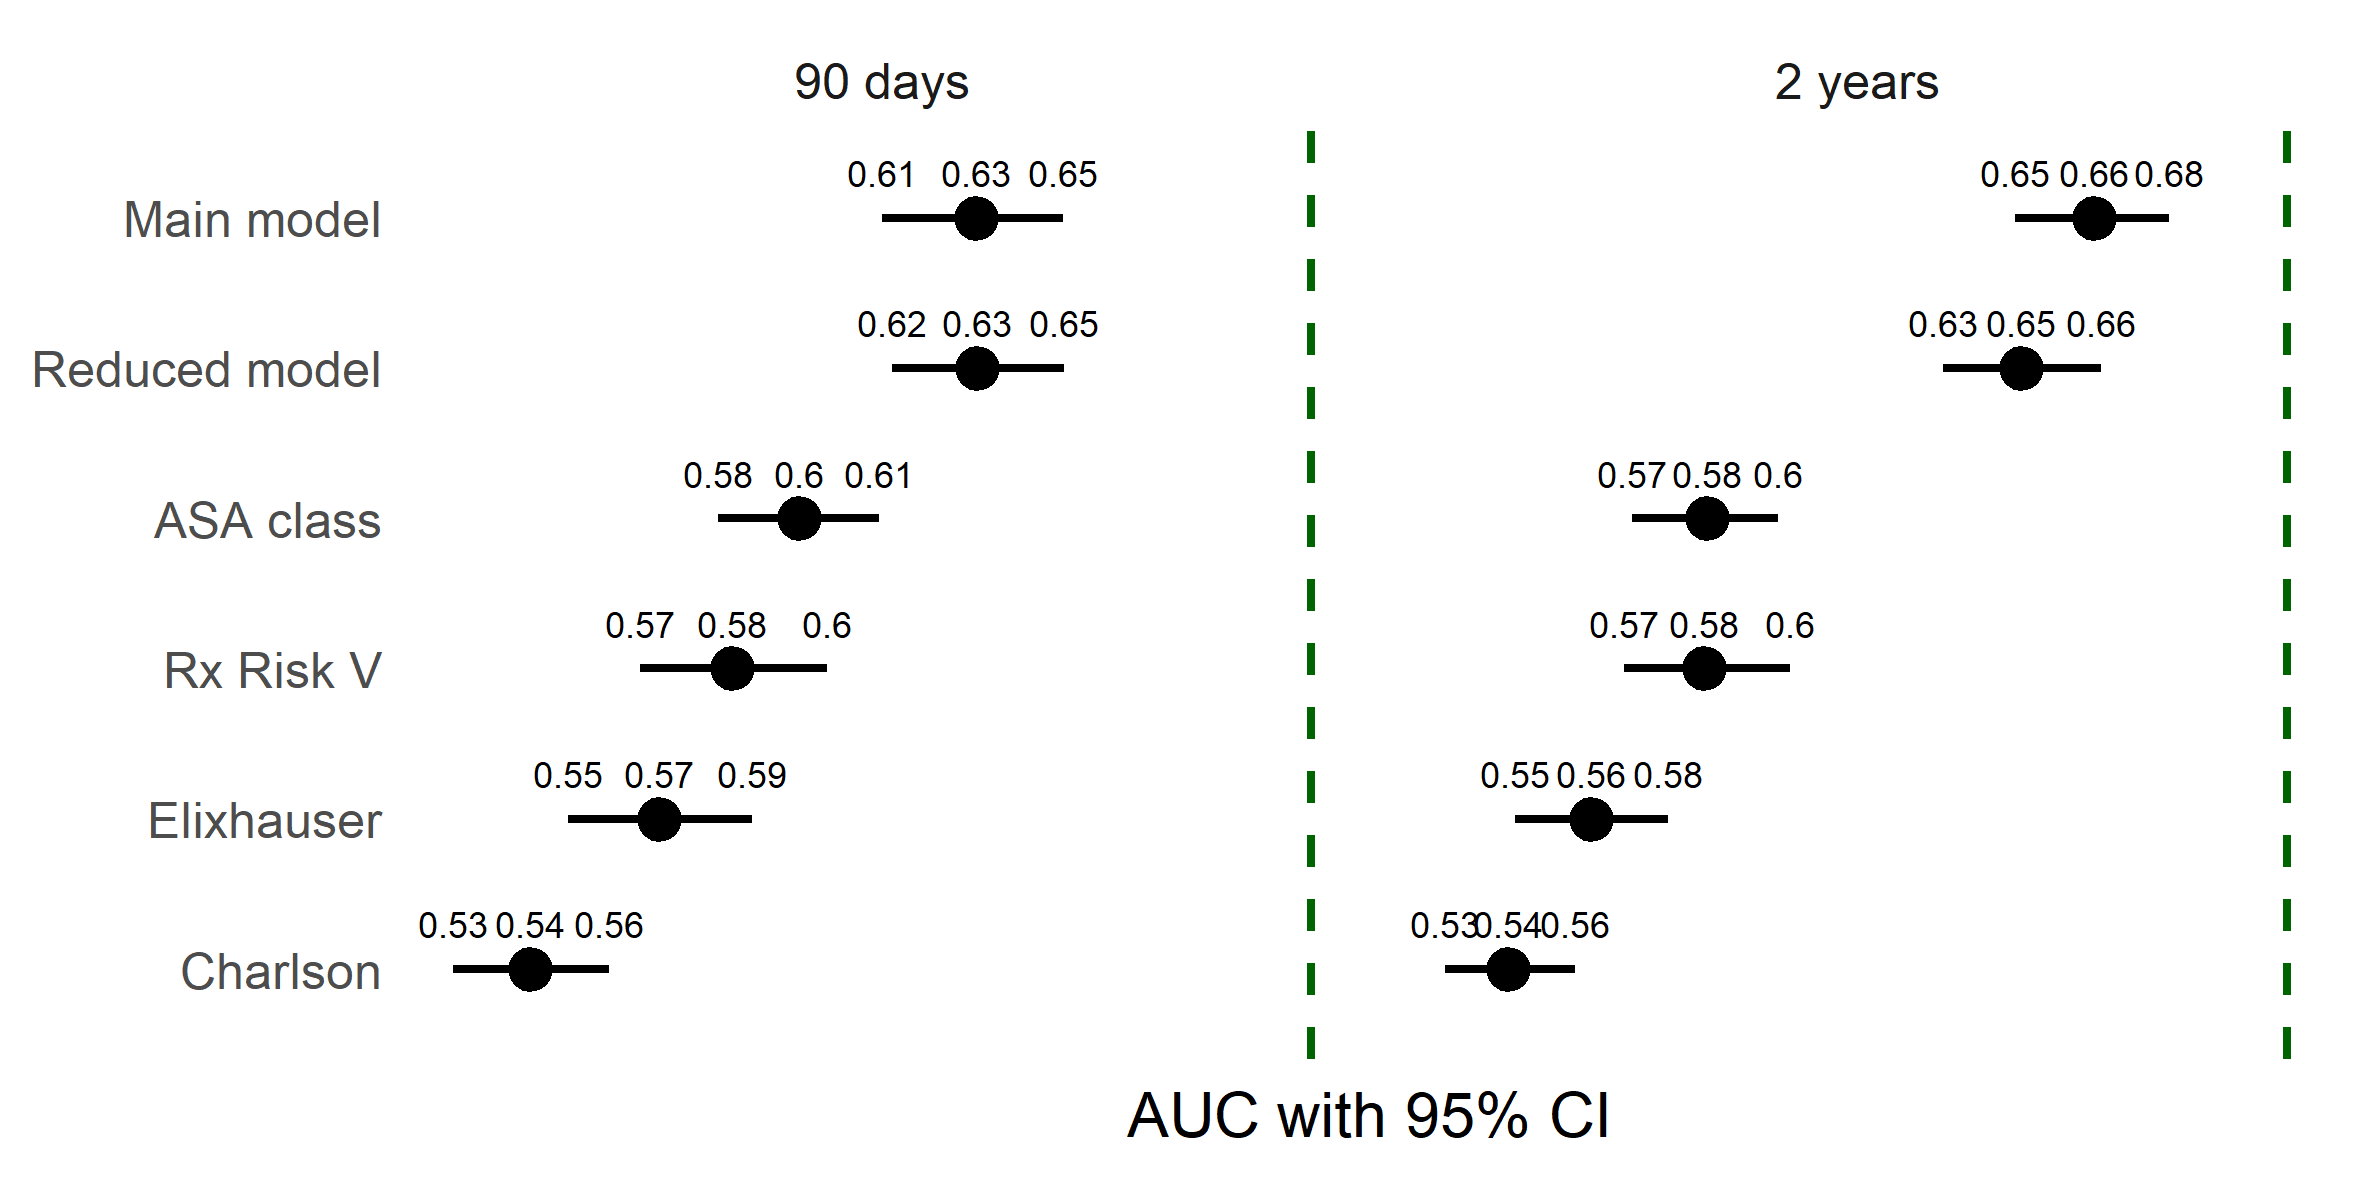 90 days 2 years
0.61 0.63 0.65 0.65 0.66 0.68
Main model
0.62 0.63 0.65 0.63 0.65 0.66
Reduced model
0.58 0.6 0.61 0.57 0.58 0.6
ASA class
0.57 0.58 0.6 0.57 0.58 0.6
Rx Risk V
0.55 0.57 0.59 0.55 0.56 0.58
Elixhauser
0.53 0.54 0.56 0.53 0.54 0.56
Charlson
AUC with 95% CI